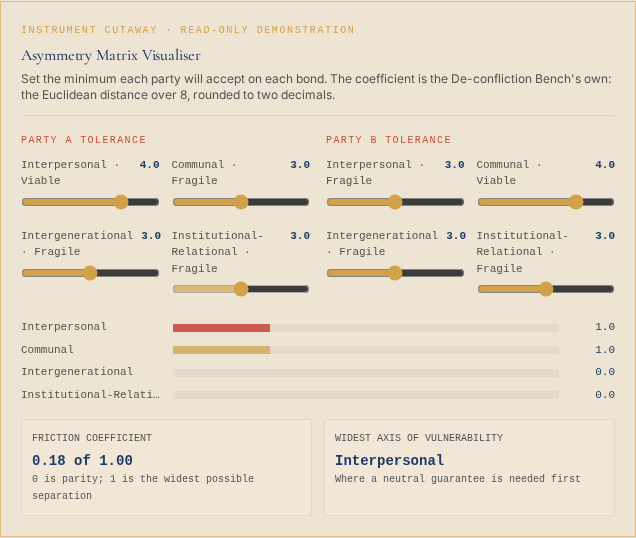 INSTRUMENT CUTAWAY · READ-ONLY DEMONSTRATION
Asymmetry Matrix Visualiser
Set the minimum each party will accept on each bond. The coefficient is the De-confliction Bench's own:
the Euclidean distance over 8, rounded to two decimals.
PARTY A TOLERANCE
Interpersonal · 4.0
Viable
Communal · 3.0
Fragile
Intergenerational 3.0
· Fragile
Institutional- 3.0
Relational ·
Fragile
PARTY B TOLERANCE
Interpersonal · 3.0
Fragile
Communal · 4.0
Viable
Intergenerational 3.0
· Fragile
Institutional- 3.0
Relational ·
Fragile
Interpersonal 1.0
Communal 1.0
Intergenerational 0.0
Institutional-Relati… 0.0
FRICTION COEFFICIENT
0.18 of 1.00
0 is parity; 1 is the widest possible
separation
WIDEST AXIS OF VULNERABILITY
Interpersonal
Where a neutral guarantee is needed first